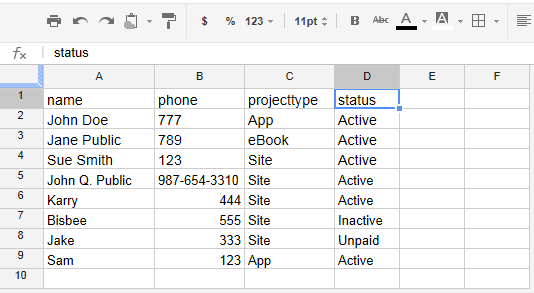 $ % 123 11pt B Abc A A
fx status
A B C D E F
1 name phone projecttype status
2 John Doe 777 App Active
3 Jane Public 789 eBook Active
4 Sue Smith 123 Site Active
5 John Q. Public 987-654-3310 Site Active
6 Karry 444 Site Active
7 Bisbee 555 Site Inactive
8 Jake 333 Site Unpaid
9 Sam 123 App Active
10